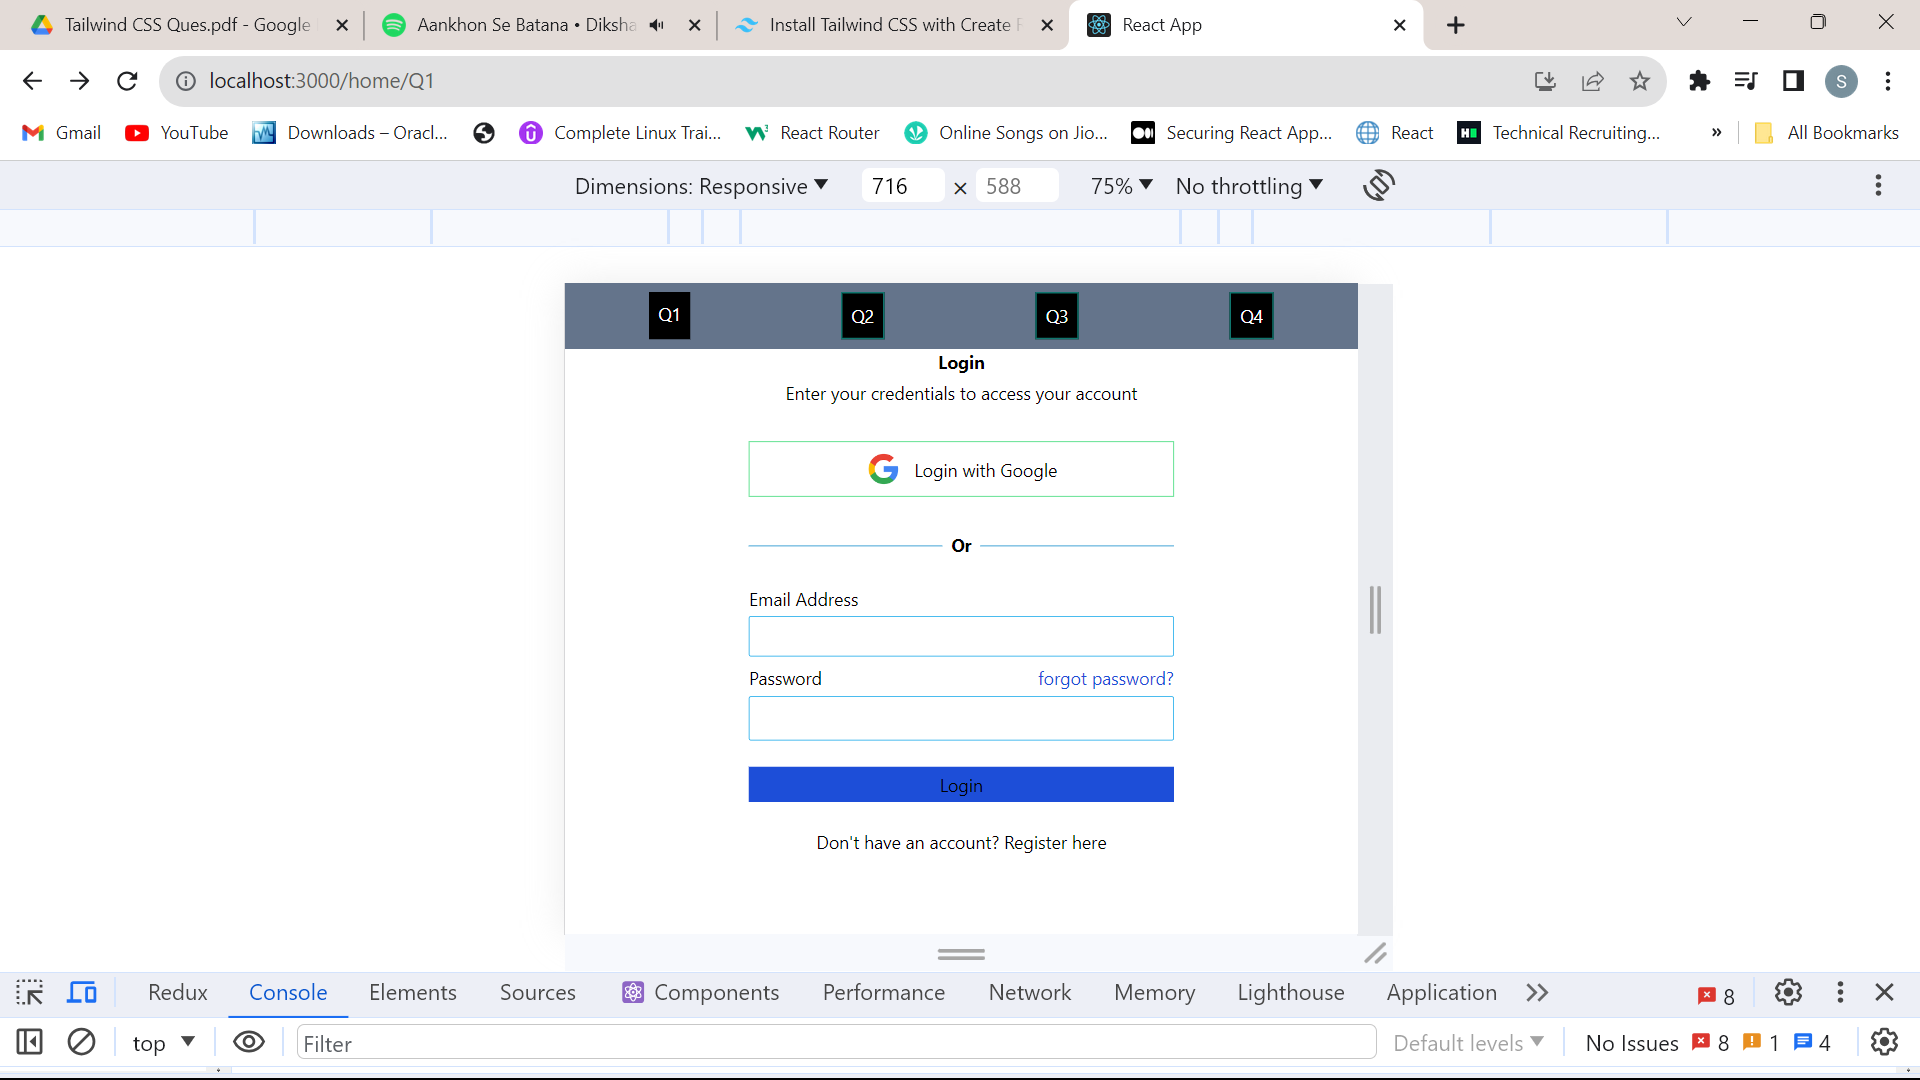 Tailwind CSS Ques.pdf - Google
Aankhon Se Batana • Diksha
Install Tailwind CSS with Create
React App
localhost:3000/home/Q1
S
Gmail
YouTube
Downloads – Oracl...
Complete Linux Trai...
React Router
Online Songs on Jio...
Securing React App...
React
Technical Recruiting...
»
All Bookmarks
Dimensions: Responsive
716
×
588
75%
No throttling
Q1
Q2
Q3
Q4
Login
Enter your credentials to access your account
Login with Google
Or
Email Address
Password
forgot password?
Login
Don't have an account? Register here
Redux
Console
Elements
Sources
Components
Performance
Network
Memory
Lighthouse
Application
8
top
Filter
Default levels
No Issues
8
1
4